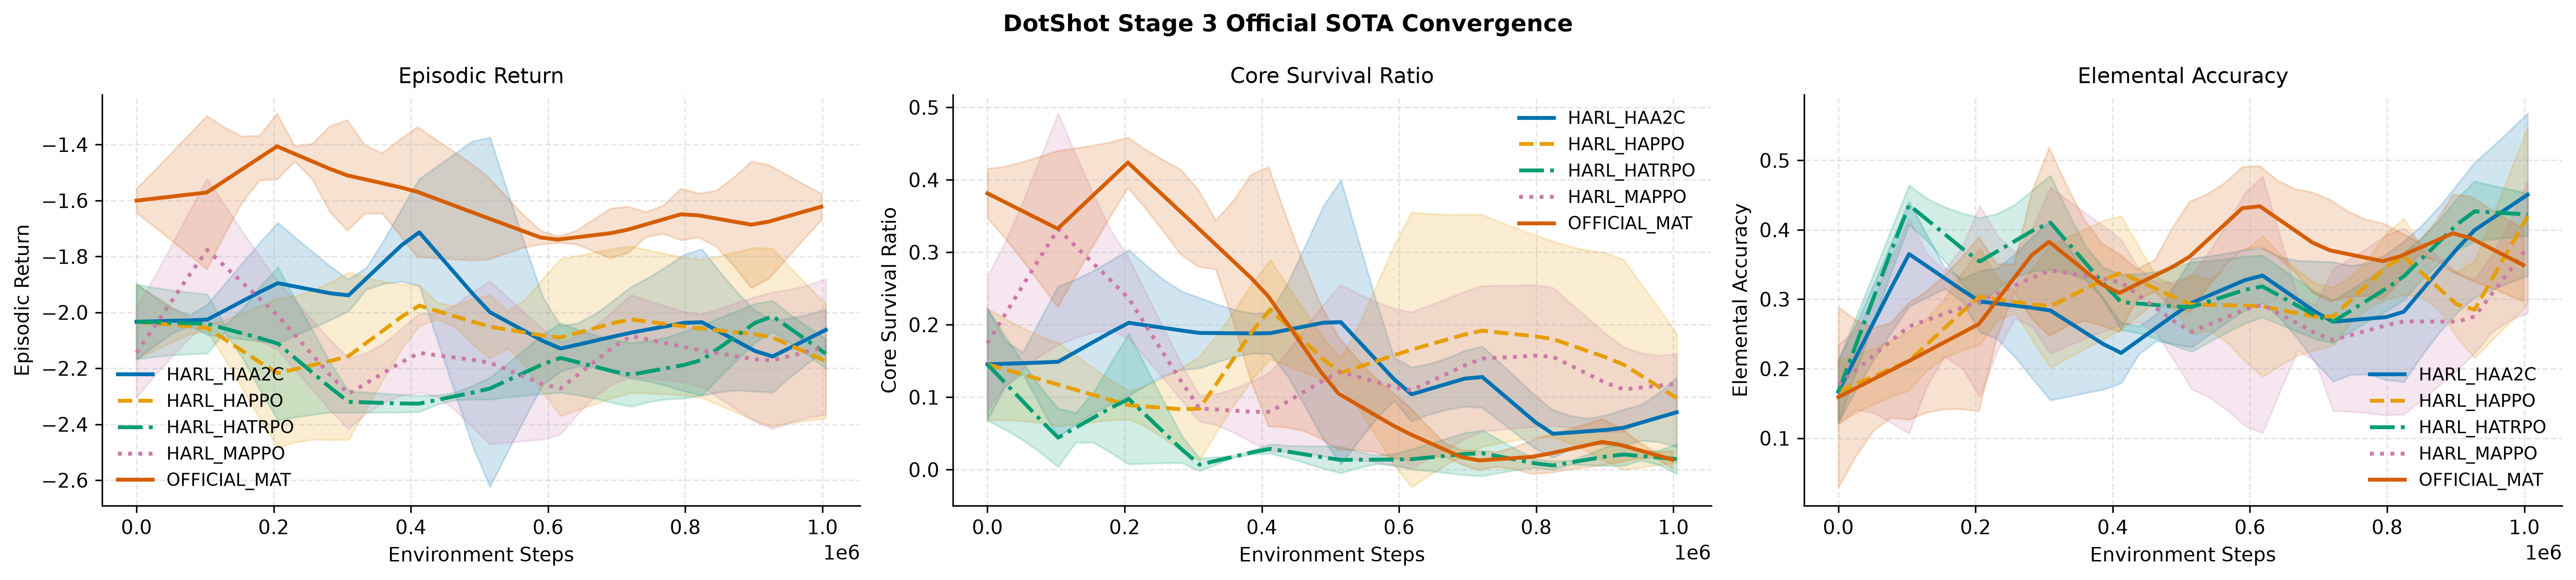 DotShot Stage 3 Official SOTA Convergence
Episodic Return
Episodic Return
−1.4
−1.6
−1.8
−2.0
−2.2
−2.4
−2.6
HARL_HAA2C
HARL_HAPPO
HARL_HATRPO
HARL_MAPPO
OFFICIAL_MAT
0.0 0.2 0.4 0.6 0.8 1.0
Environment Steps
1e6
Core Survival Ratio
Core Survival Ratio
0.5
0.4
0.3
0.2
0.1
0.0
HARL_HAA2C
HARL_HAPPO
HARL_HATRPO
HARL_MAPPO
OFFICIAL_MAT
0.0 0.2 0.4 0.6 0.8 1.0
Environment Steps
1e6
Elemental Accuracy
Elemental Accuracy
0.5
0.4
0.3
0.2
0.1
HARL_HAA2C
HARL_HAPPO
HARL_HATRPO
HARL_MAPPO
OFFICIAL_MAT
0.0 0.2 0.4 0.6 0.8 1.0
Environment Steps
1e6